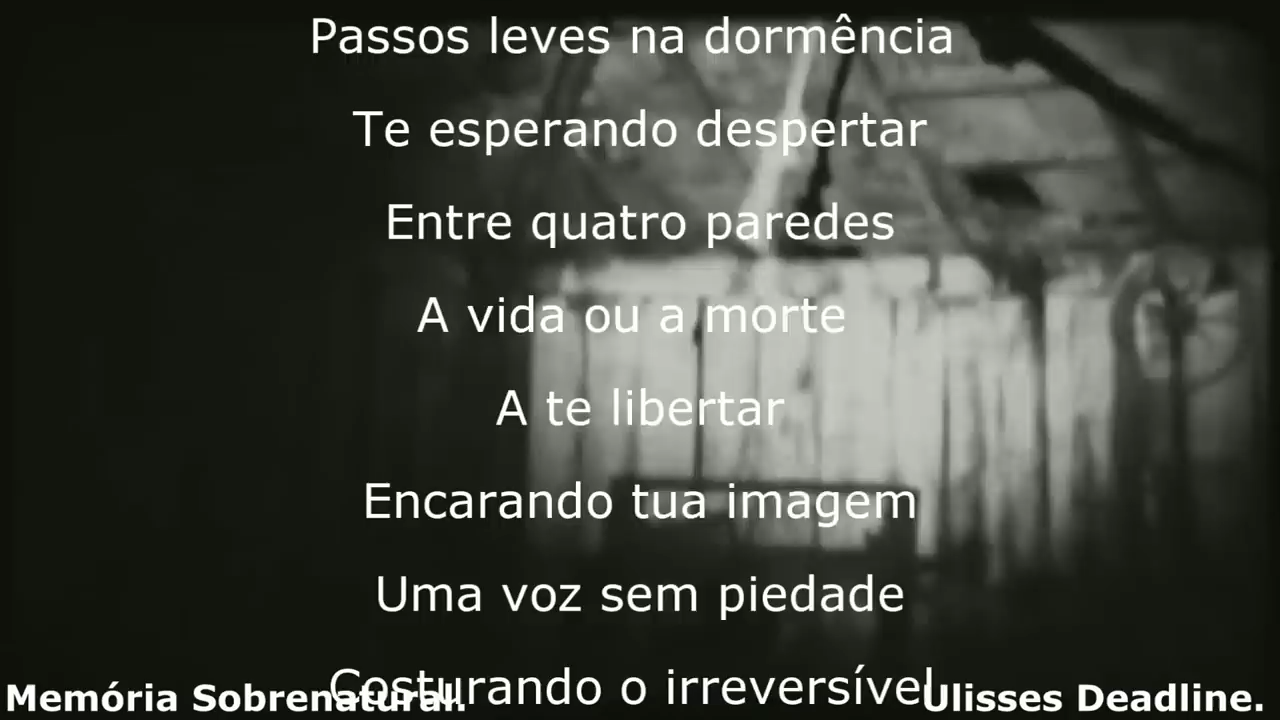 Passos leves na dormência
Te esperando despertar
Entre quatro paredes
A vida ou a morte
A te libertar
Encarando tua imagem
Uma voz sem piedade
Costurando o irreversível
Memória Sobrenatural.
Ulisses Deadline.